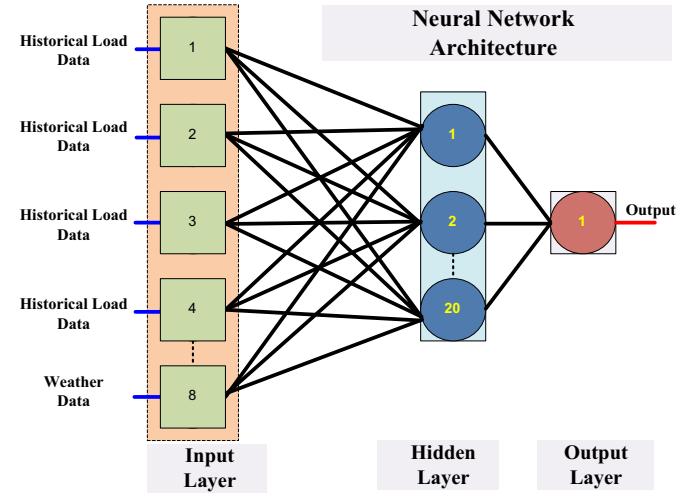 Neural Network
Architecture
Historical Load
Data
1
Historical Load
Data
2
Historical Load
Data
3
Historical Load
Data
4
Weather
Data
8
1
2
20
1
Output
Input
Layer
Hidden
Layer
Output
Layer